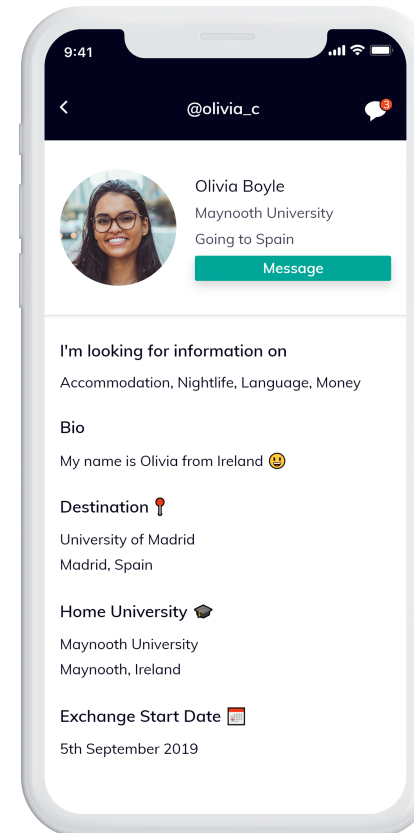 9:41
@olivia_c
3
Olivia Boyle
Maynooth University
Going to Spain
Message
I'm looking for information on
Accommodation, Nightlife, Language, Money
Bio
My name is Olivia from Ireland 😃
Destination 📍
University of Madrid
Madrid, Spain
Home University 🎓
Maynooth University
Maynooth, Ireland
Exchange Start Date 📅
5th September 2019